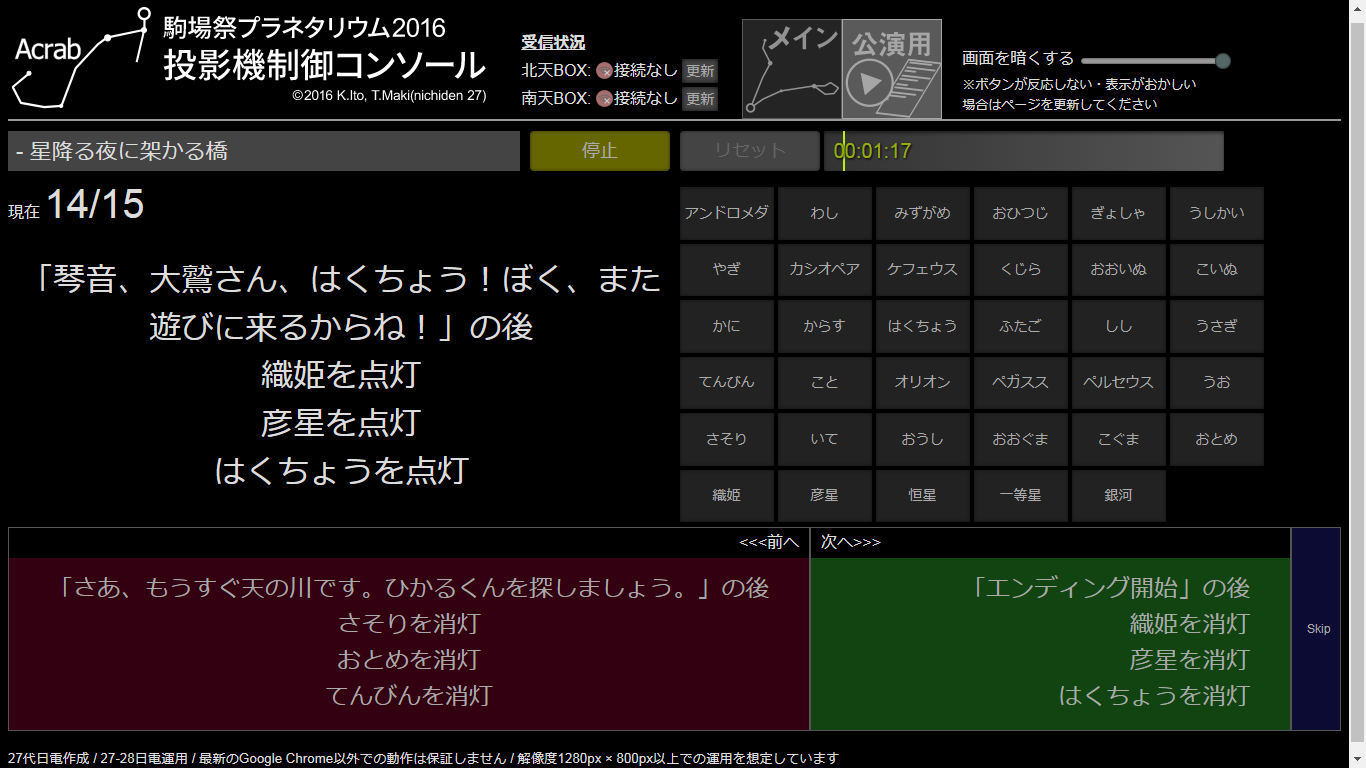 Acrab
駒場祭プラネタリウム2016
投影機制御コンソール
©2016 K.Ito, T.Maki(nichiden 27)
受信状況
北天BOX: 接続なし 更新
南天BOX: 接続なし 更新
メイン
公演用
画面を暗くする
※ボタンが反応しない・表示がおかしい
場合はページを更新してください
- 星降る夜に架かる橋
停止
リセット
00:01:17
現在 14/15
「琴音、大鷲さん、はくちょう！ぼく、また
遊びに来るからね！」の後
織姫を点灯
彦星を点灯
はくちょうを点灯
アンドロメダ わし みずがめ おひつじ ぎょしゃ うしかい
やぎ カシオペア ケフェウス くじら おおいぬ こいぬ
かに からす はくちょう ふたご しし うさぎ
てんびん こと オリオン ペガスス ペルセウス うお
さそり いて おうし おおぐま こぐま おとめ
織姫 彦星 恒星 一等星 銀河
<<<前へ
「さあ、もうすぐ天の川です。ひかるくんを探しましょう。」の後
さそりを消灯
おとめを消灯
てんびんを消灯
次へ>>>
「エンディング開始」の後
織姫を消灯
彦星を消灯
はくちょうを消灯
Skip
27代日電作成 / 27-28日電運用 / 最新のGoogle Chrome以外での動作は保証しません / 解像度1280px × 800px以上での運用を想定しています